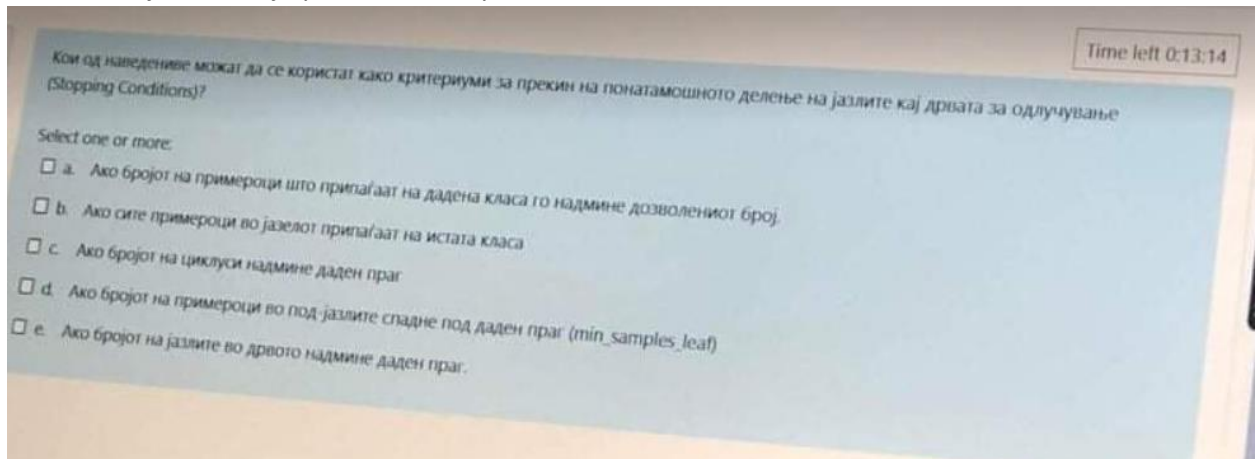 Time left 0:13:14
Кои од наведениве можат да се користат како критериуми за прекин на понатамошното делење на јазлите кај дрвата за одлучување
(Stopping Conditions)?
Select one or more:
a. Ако бројот на примероци што припаѓаат на дадена класа го надмине дозволениот број.
b. Ако сите примероци во јазелот припаѓаат на истата класа
c. Ако бројот на циклуси надмине даден праг
d. Ако бројот на примероци во под-јазлите спадне под даден праг (min_samples_leaf)
e. Ако бројот на јазлите во дрвото надмине даден праг.